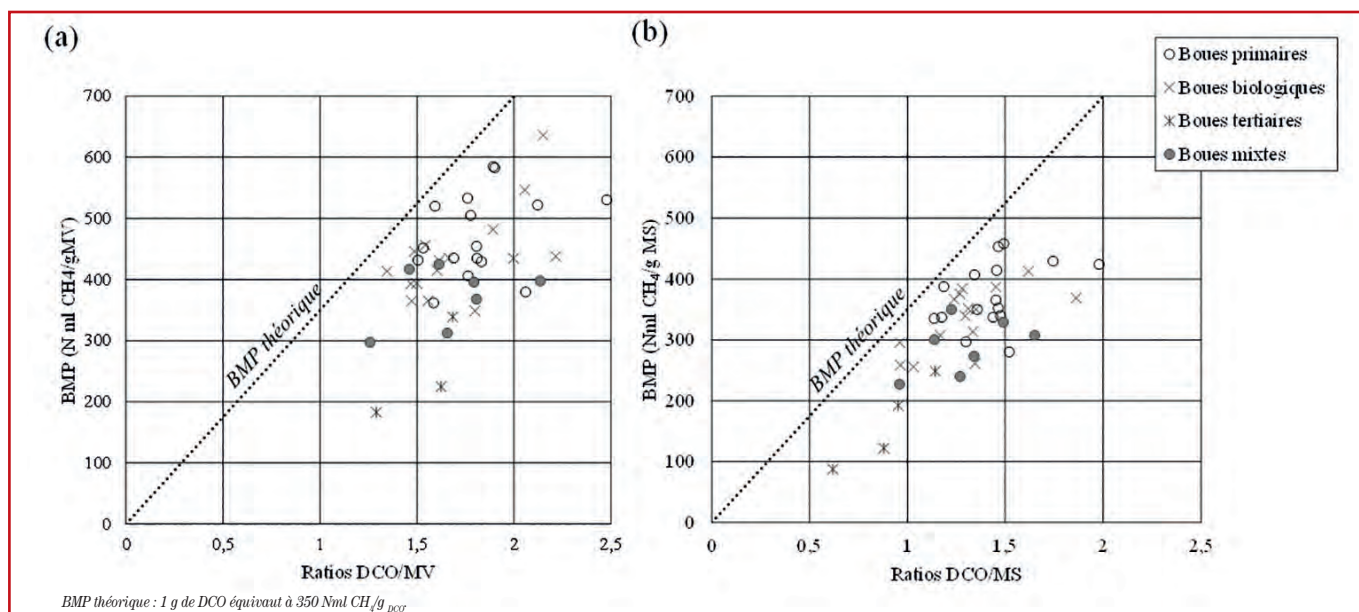 (a)
(b)
Boues primaires
Boues biologiques
Boues tertiaires
Boues mixtes
700
600
500
400
300
200
100
0
BMP (N ml CH4/gMV)
BMP théorique
0
0,5
1
1,5
2
2,5
Ratios DCO/MV
700
600
500
400
300
200
100
0
BMP (Nml CH₄/g MS)
BMP théorique
0
0,5
1
1,5
2
2,5
Ratios DCO/MS
BMP théorique : 1 g de DCO équivaut à 350 Nml CH₄/g DCO.